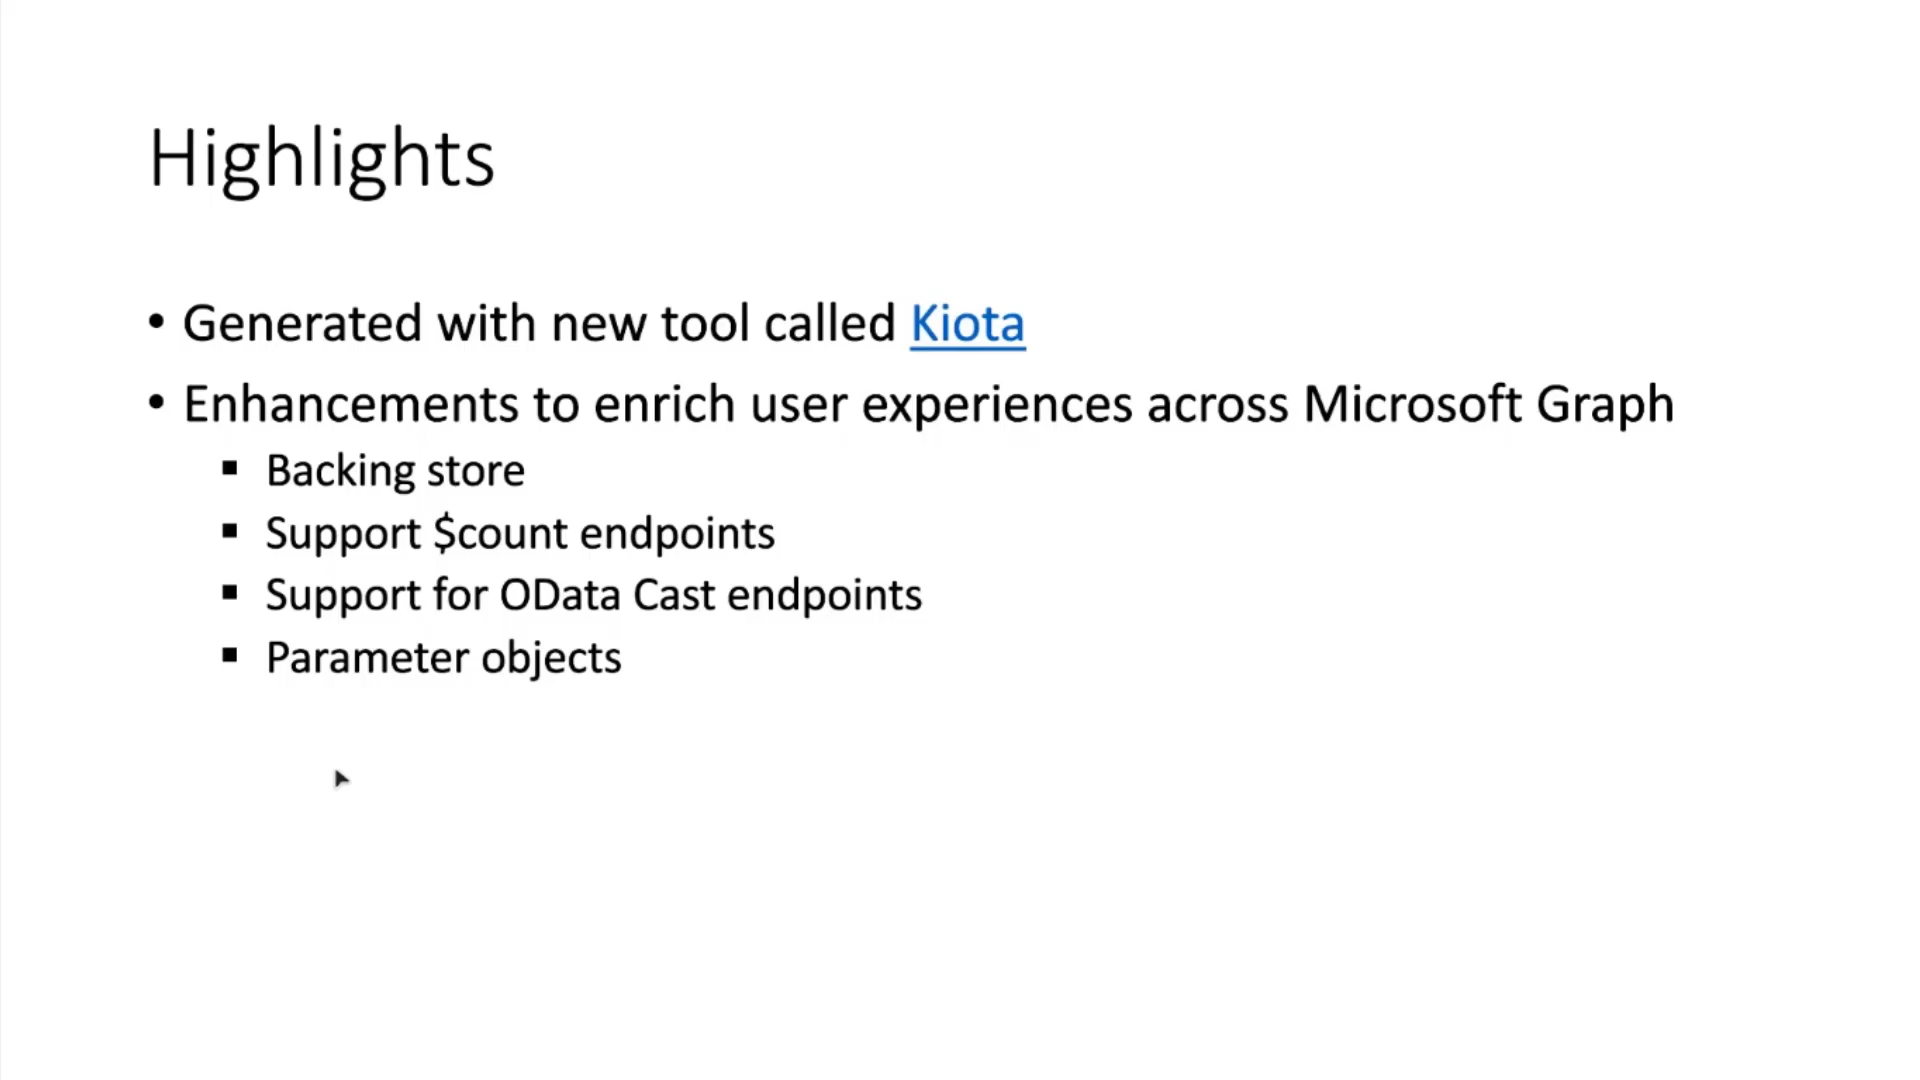 Highlights
• Generated with new tool called Kiota
• Enhancements to enrich user experiences across Microsoft Graph
▪ Backing store
▪ Support $count endpoints
▪ Support for OData Cast endpoints
▪ Parameter objects